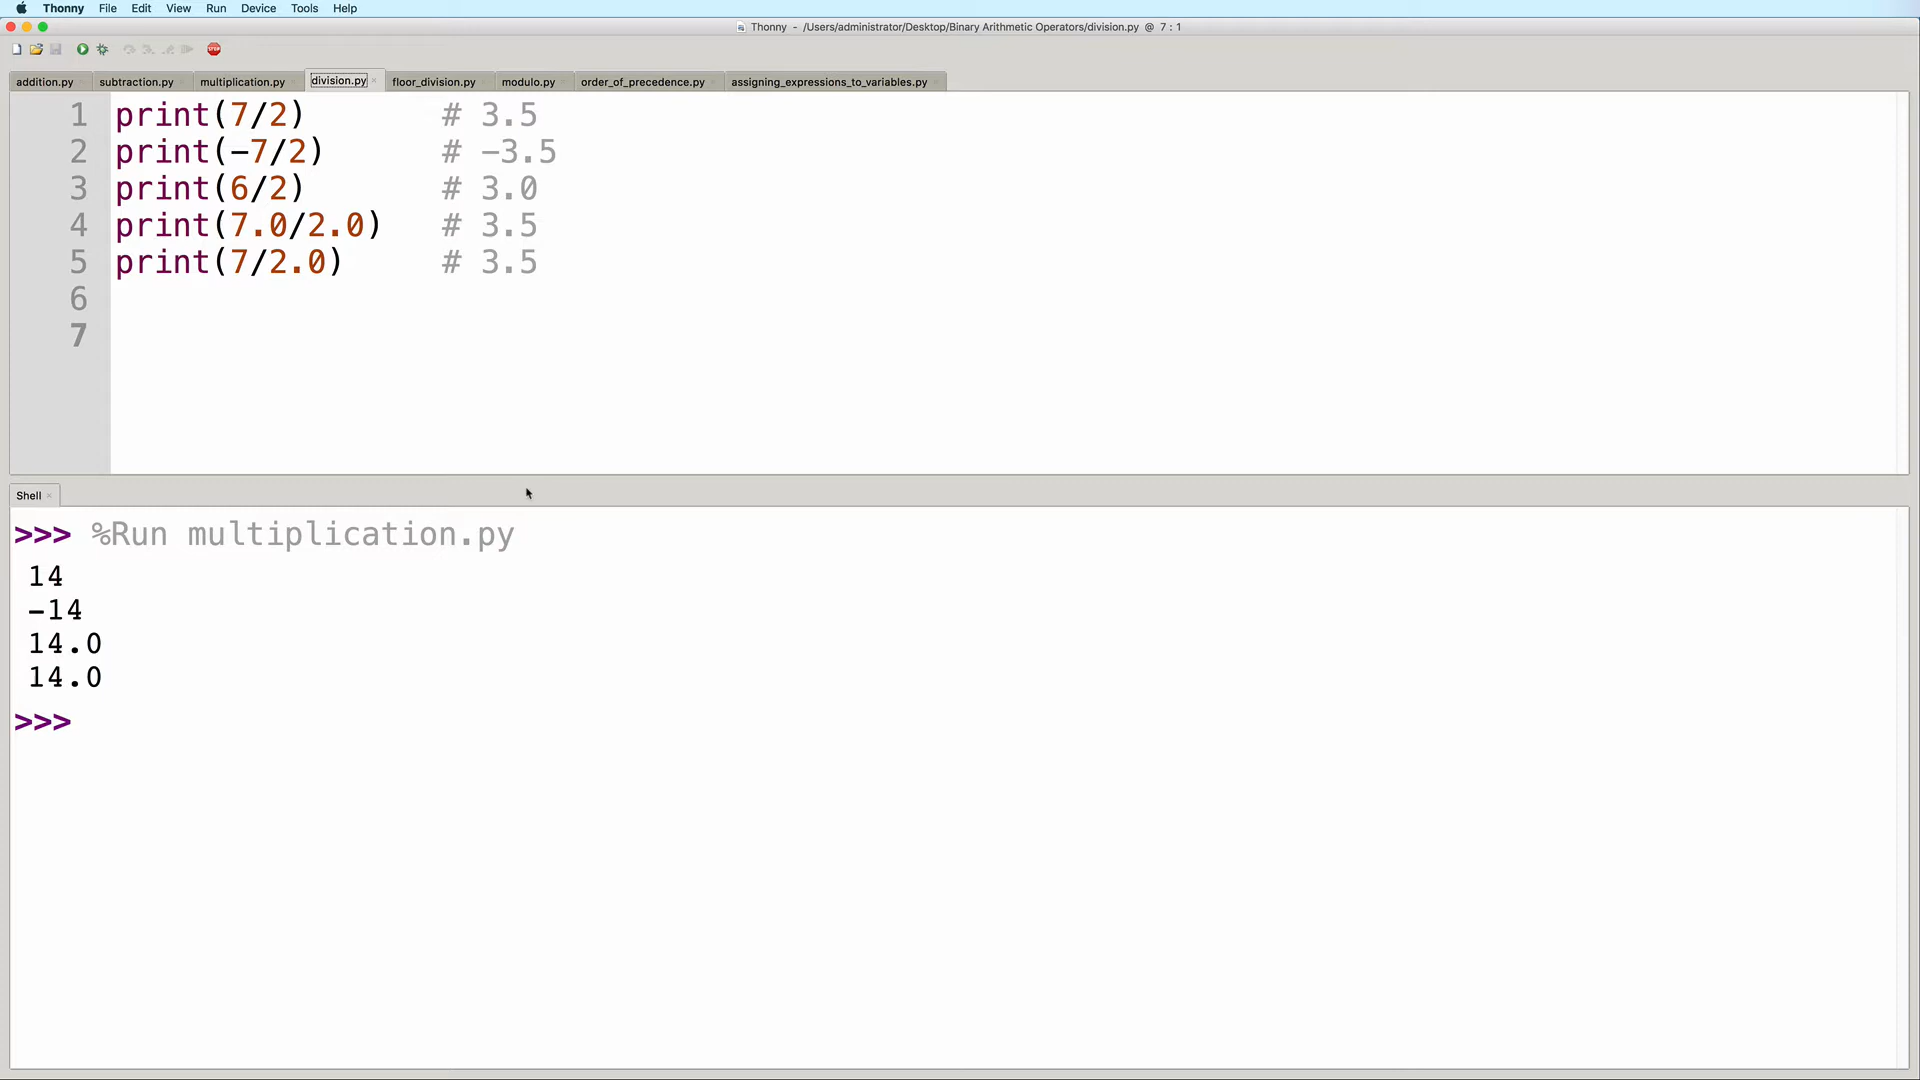 Thonny File Edit View Run Device Tools Help
Thonny - /Users/administrator/Desktop/Binary Arithmetic Operators/division.py @ 7 : 1
STOP
addition.py subtraction.py multiplication.py division.py × floor_division.py modulo.py order_of_precedence.py assigning_expressions_to_variables.py
1 print(7/2) # 3.5
2 print(-7/2) # -3.5
3 print(6/2) # 3.0
4 print(7.0/2.0) # 3.5
5 print(7/2.0) # 3.5
6
7
Shell ×
>>> %Run multiplication.py
14
-14
14.0
14.0
>>>